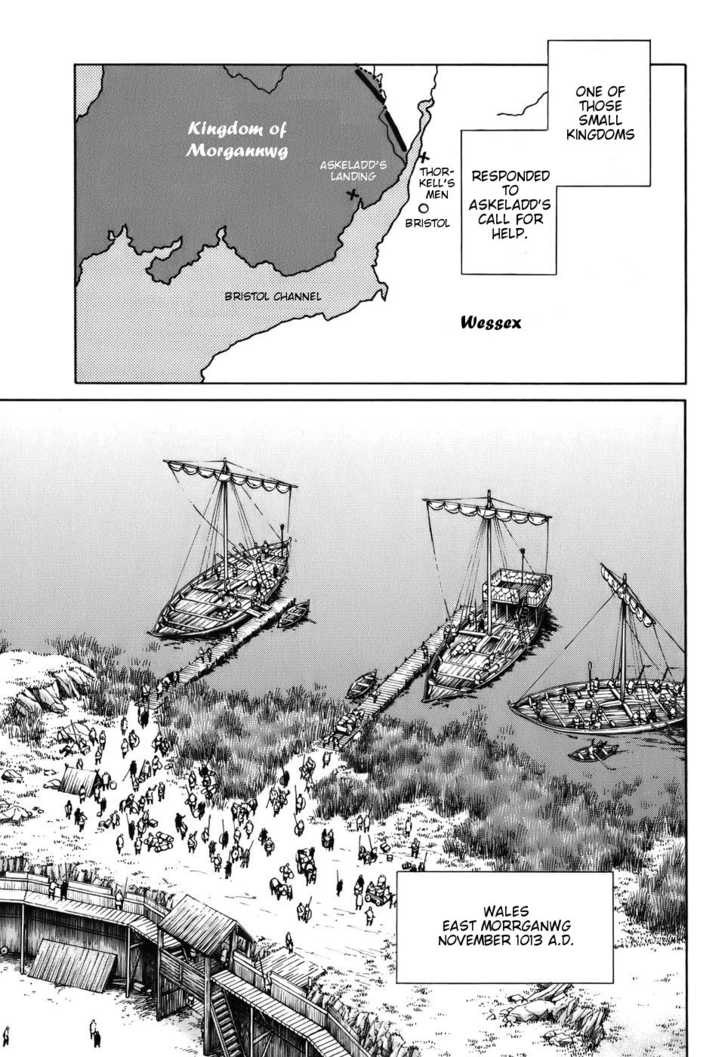 ONE OF
THOSE
SMALL
KINGDOMS
RESPONDED
TO
ASKELADD'S
CALL FOR
HELP.
Kingdom of
Morgannwg
ASKELADD'S
LANDING
THOR-
KELL'S
MEN
BRISTOL
BRISTOL CHANNEL
Wessex
WALES
EAST MORRGANWG
NOVEMBER 1013 A.D.